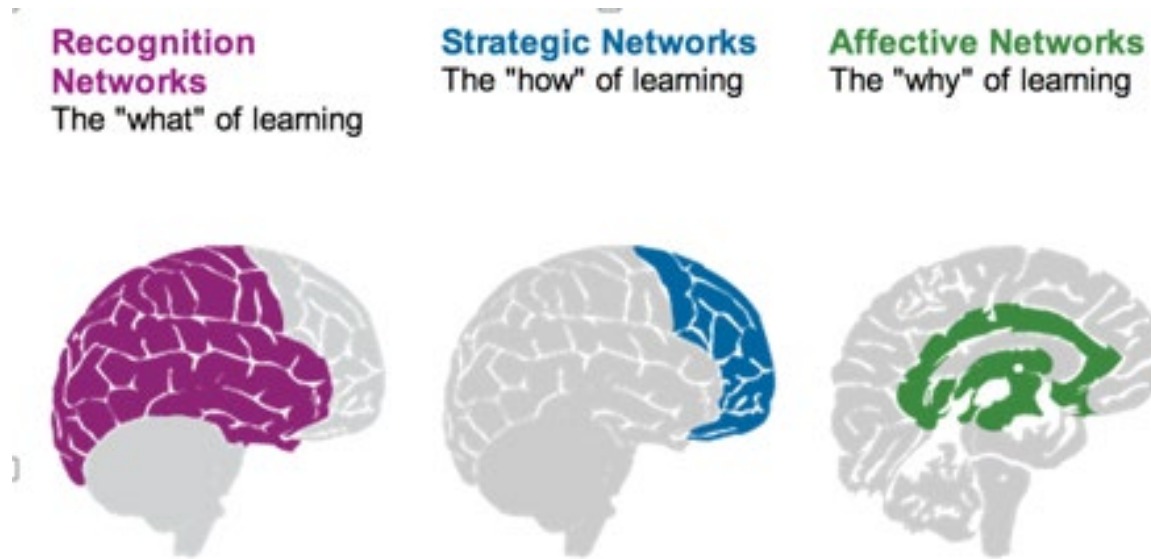 Recognition
Networks
The "what" of learning
Strategic Networks
The "how" of learning
Affective Networks
The "why" of learning